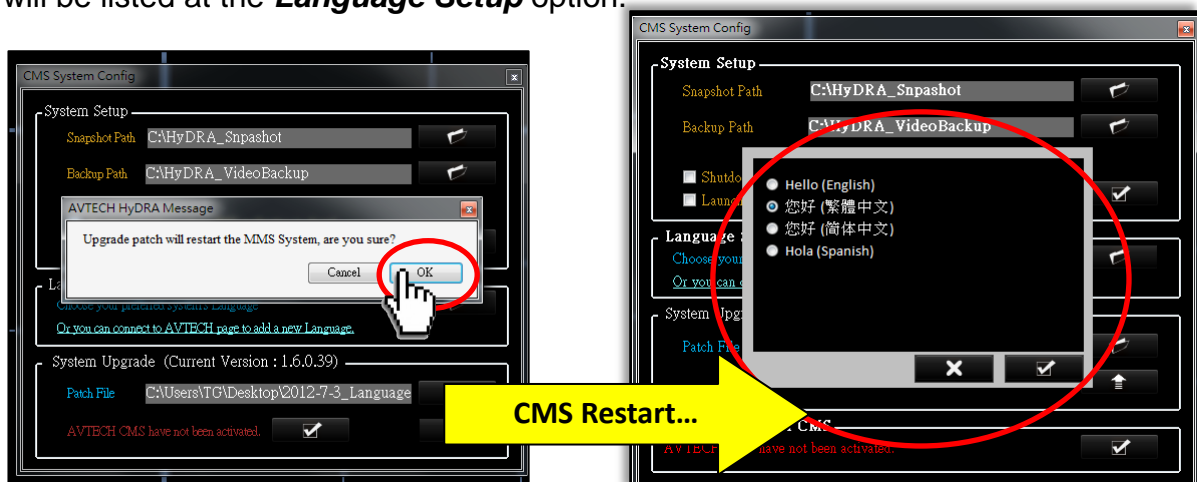 will be listed at the Language Setup option.
CMS System Config
System Setup
Snapshot Path C:\HyDRA_Snpashot
Backup Path C:\HyDRA_VideoBackup
AVTECH HyDRA Message
Upgrade patch will restart the MMS System, are you sure?
Cancel OK
Choose your preferred System's Language
Or you can connect to AVTECH page to add a new Language.
System Upgrade (Current Version : 1.6.0.39)
Patch File C:\Users\TG\Desktop\2012-7-3_Language
AVTECH CMS have not been activated.
CMS Restart...
CMS System Config
System Setup
Snapshot Path C:\HyDRA_Snpashot
Backup Path C:\HyDRA_VideoBackup
Shutdo
Launc
Hello (English)
您好 (繁體中文)
您好 (简体中文)
Hola (Spanish)
Language
Choose your
Or you can
System Upg
Patch File
CMS
AVTECH have not been activated.